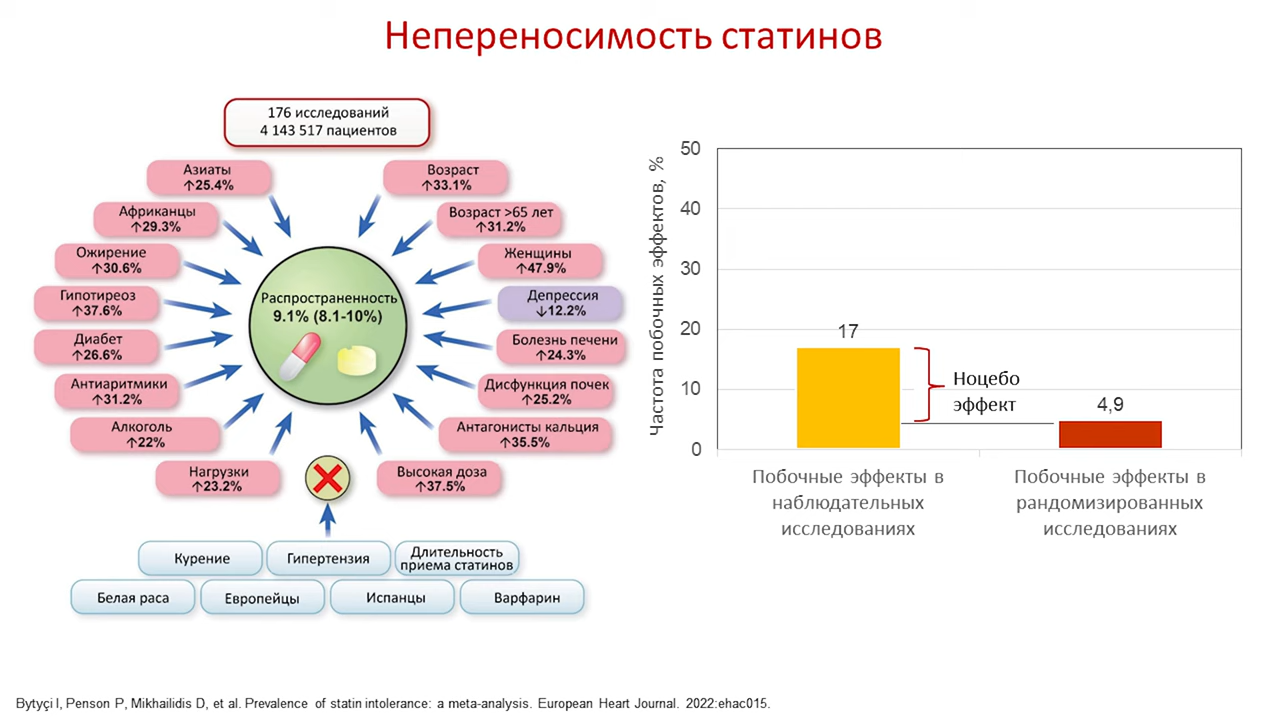 Непереносимость статинов
176 исследований
4 143 517 пациентов
Азиаты
↑25.4%
Африканцы
↑29.3%
Ожирение
↑30.6%
Гипотиреоз
↑37.6%
Диабет
↑26.6%
Антиаритмики
↑31.2%
Алкоголь
↑22%
Нагрузки
↑23.2%
Возраст
↑33.1%
Возраст >65 лет
↑31.2%
Женщины
↑47.9%
Депрессия
↓12.2%
Болезнь печени
↑24.3%
Дисфункция почек
↑25.2%
Антагонисты кальция
↑35.5%
Высокая доза
↑37.5%
Распространенность
9.1% (8.1-10%)
Курение
Гипертензия
Длительность
приема статинов
Белая раса
Европейцы
Испанцы
Варфарин
Частота побочных эффектов, %
50
40
30
20
10
0
17
4,9
Ноцебо
эффект
Побочные эффекты в
наблюдательных
исследованиях
Побочные эффекты в
рандомизированных
исследованиях
Bytyçi I, Penson P, Mikhailidis D, et al. Prevalence of statin intolerance: a meta-analysis. European Heart Journal. 2022:ehac015.